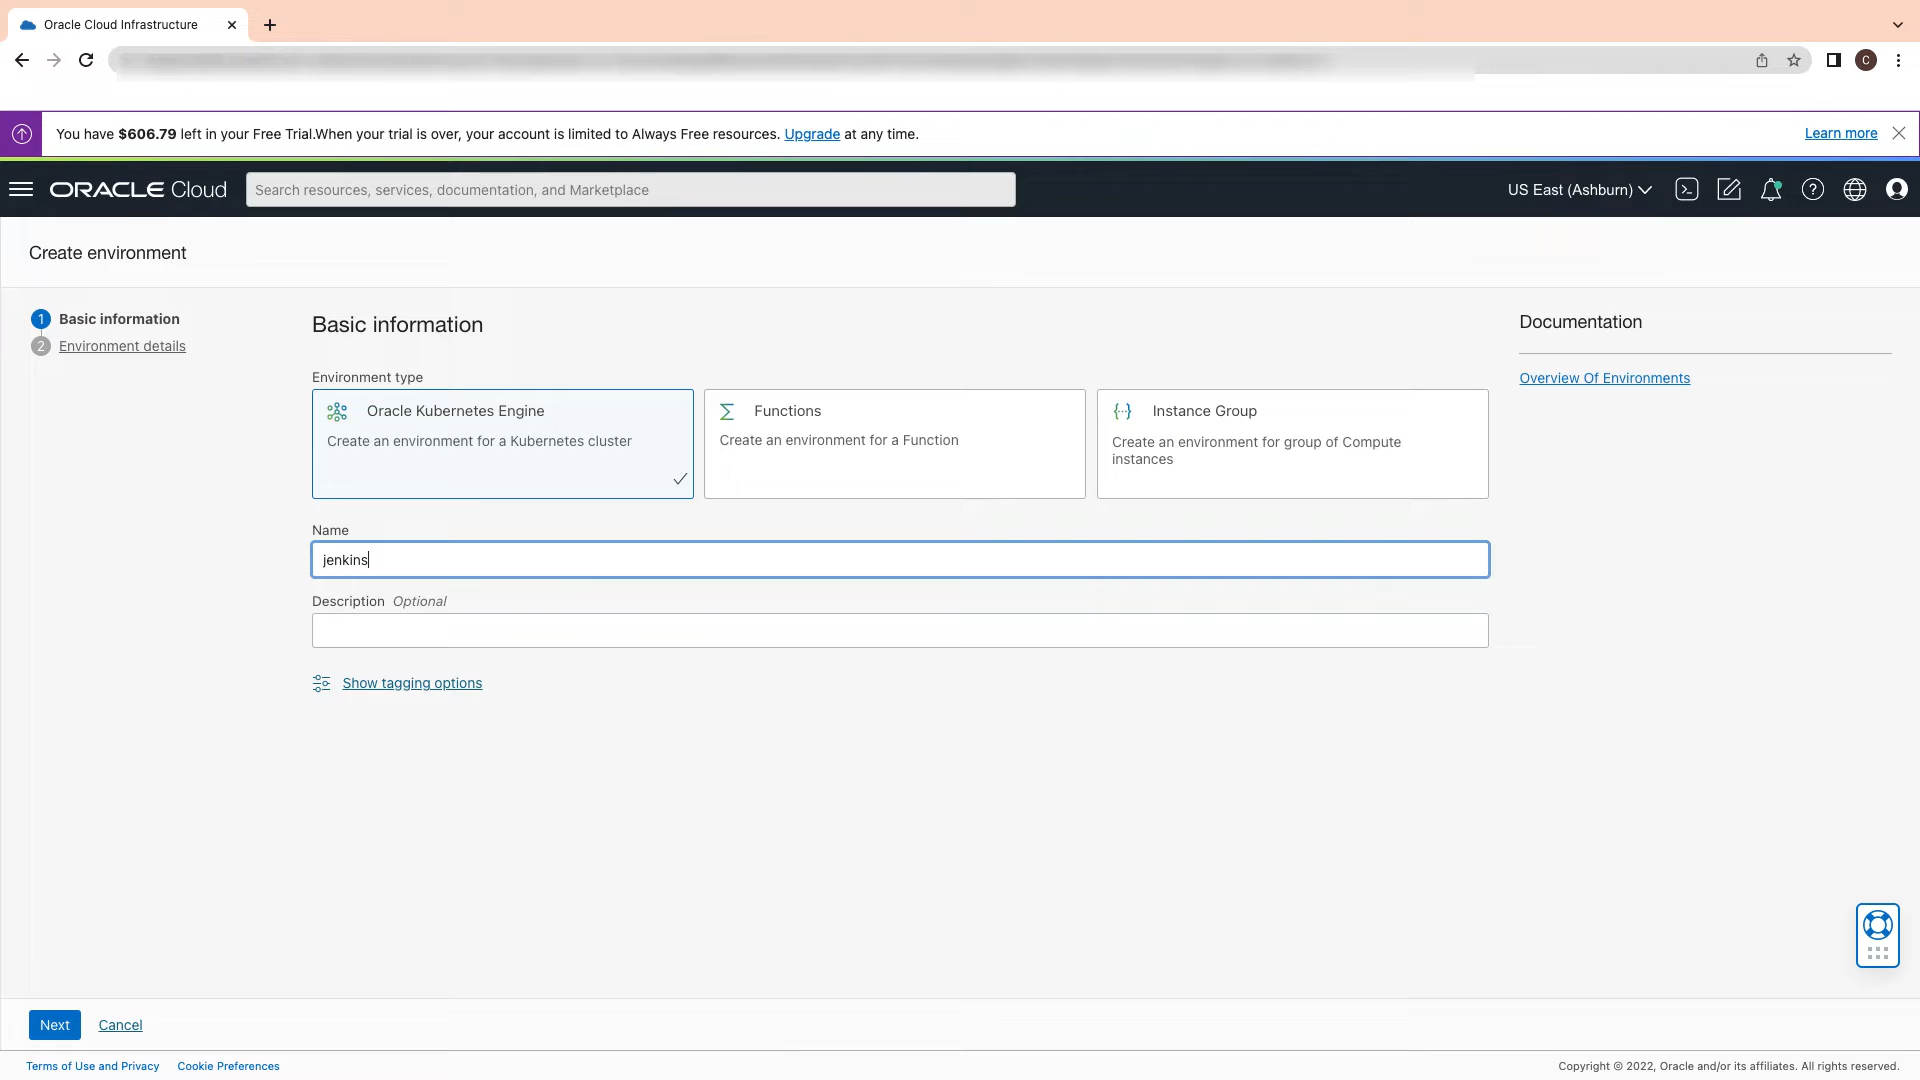 Oracle Cloud Infrastructure
C
You have $606.79 left in your Free Trial.When your trial is over, your account is limited to Always Free resources. Upgrade at any time.
Learn more
ORACLE Cloud
Search resources, services, documentation, and Marketplace
US East (Ashburn)
Create environment
1 Basic information
2 Environment details
Basic information
Environment type
Oracle Kubernetes Engine
Create an environment for a Kubernetes cluster
Functions
Create an environment for a Function
Instance Group
Create an environment for group of Compute
instances
Name
jenkins
Description Optional
Show tagging options
Documentation
Overview Of Environments
Next
Cancel
Terms of Use and Privacy
Cookie Preferences
Copyright © 2022, Oracle and/or its affiliates. All rights reserved.